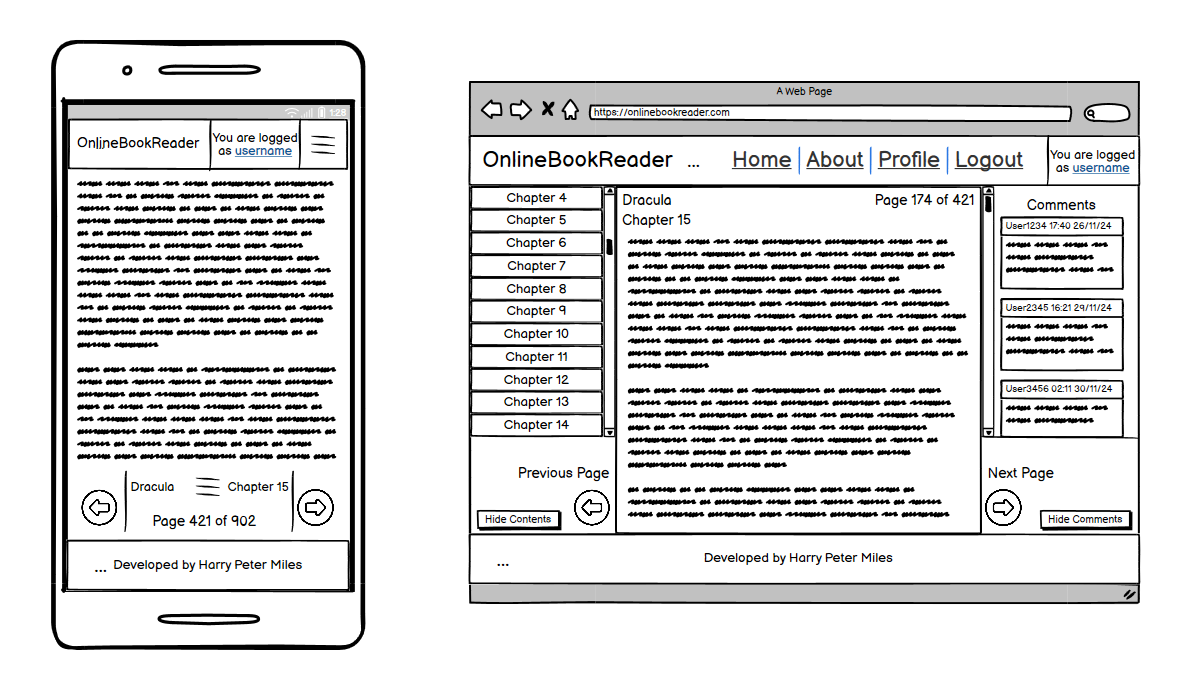 1:28
OnlineBookReader
You are logged
as username
Dracula
Chapter 15
Page 421 of 902
... Developed by Harry Peter Miles
A Web Page
https://onlinebookreader.com
OnlineBookReader ... Home About Profile Logout
You are logged
as username
Chapter 4
Chapter 5
Chapter 6
Chapter 7
Chapter 8
Chapter 9
Chapter 10
Chapter 11
Chapter 12
Chapter 13
Chapter 14
Previous Page
Hide Contents
Dracula
Page 174 of 421
Chapter 15
Comments
User1234 17:40 26/11/24
User2345 16:21 29/11/24
User3456 02:11 30/11/24
Next Page
Hide Comments
... Developed by Harry Peter Miles